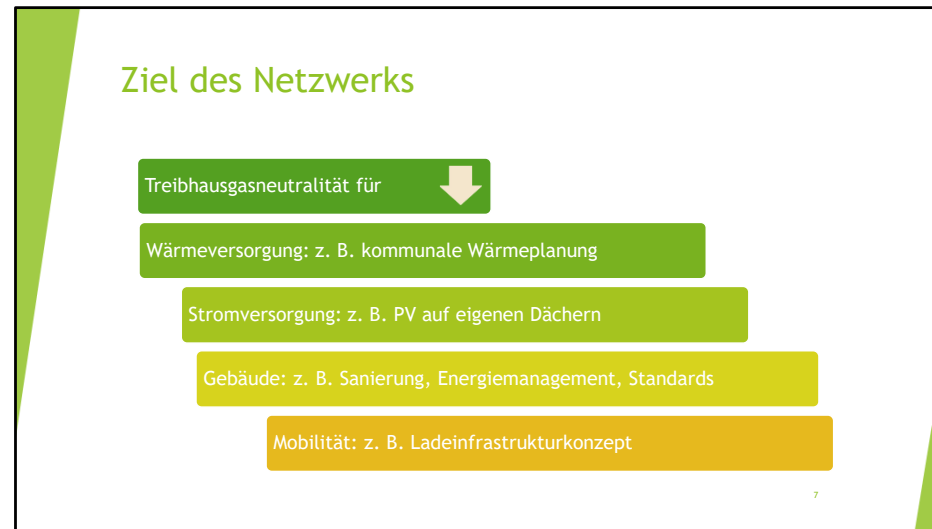 Ziel des Netzwerks
Treibhausgasneutralität für
Wärmeversorgung: z. B. kommunale Wärmeplanung
Stromversorgung: z. B. PV auf eigenen Dächern
Gebäude: z. B. Sanierung, Energiemanagement, Standards
Mobilität: z. B. Ladeinfrastrukturkonzept
7